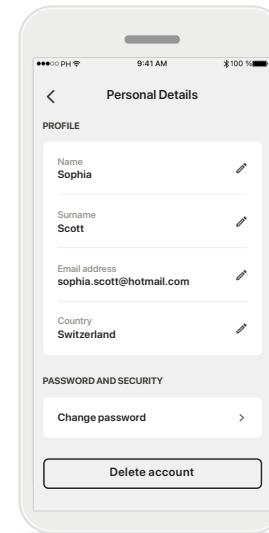 PH 9:41 AM 100 %
Personal Details
PROFILE
Name
Sophia
Surname
Scott
Email address
sophia.scott@hotmail.com
Country
Switzerland
PASSWORD AND SECURITY
Change password
Delete account